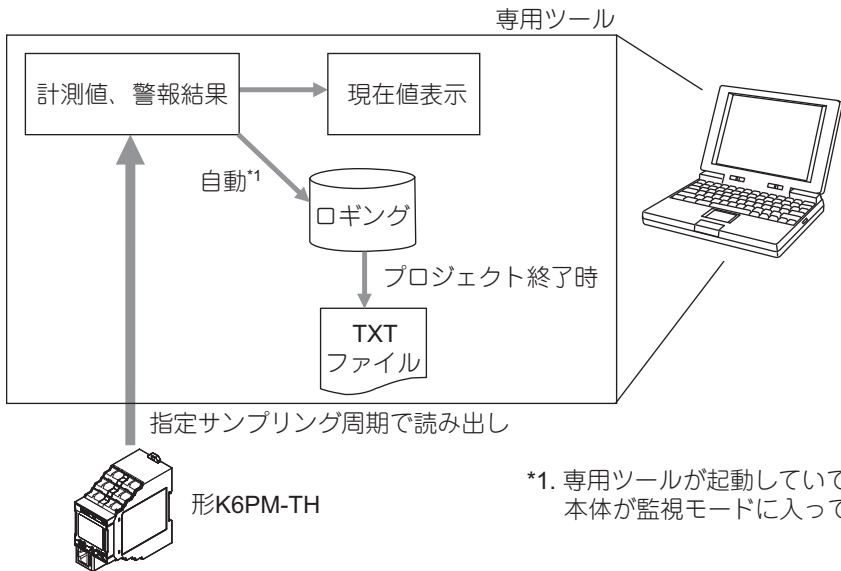 専用ツール
計測値、警報結果
現在値表示
自動*1
ロギング
プロジェクト終了時
TXT
ファイル
指定サンプリング周期で読み出し
形K6PM-TH
*1. 専用ツールが起動していて
本体が監視モードに入って